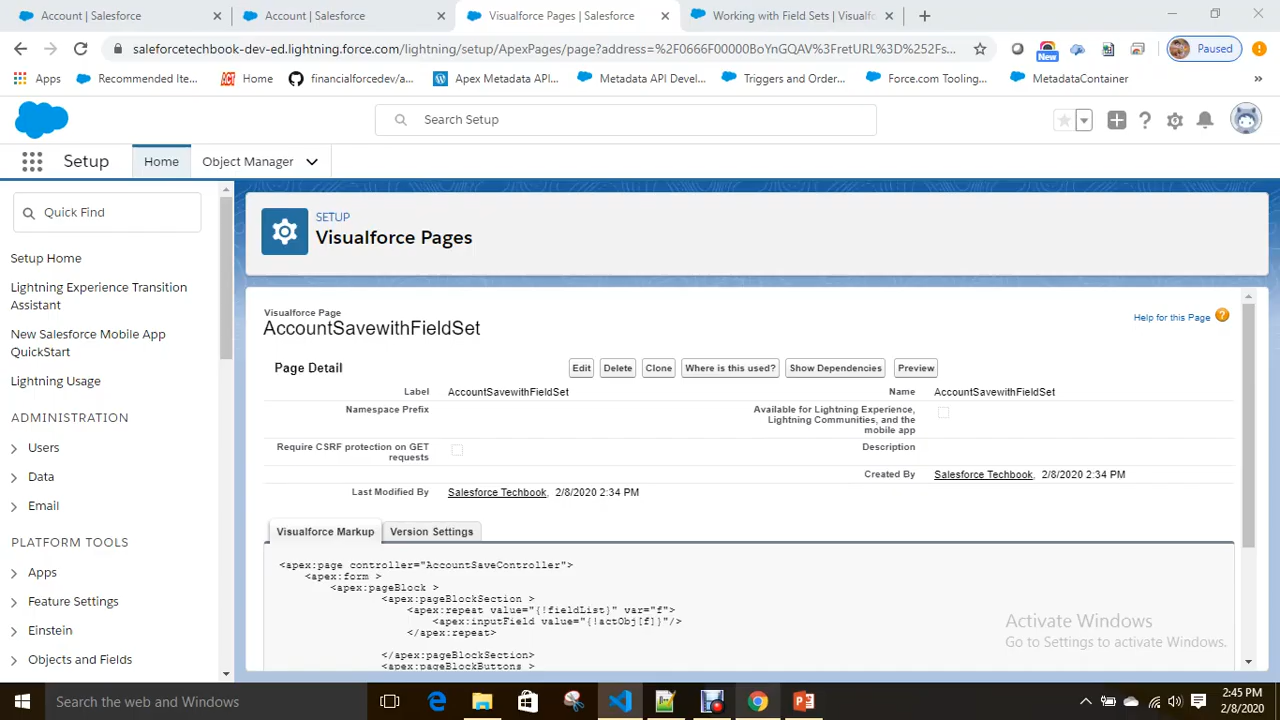 Account | Salesforce
Account | Salesforce
Visualforce Pages | Salesforce
Working with Field Sets | Visualf
saleforcetechbook-dev-ed.lightning.force.com/lightning/setup/ApexPages/page?address=%2F0666F00000BoYnGQAV%3FretURL%3D%252Fs...
New
Paused
Apps
Recommended Ite...
Home
financialforcedev/a...
Apex Metadata API...
Metadata API Devel...
Triggers and Order...
Force.com Tooling...
MetadataContainer
Search Setup
Setup
Home
Object Manager
Quick Find
Setup Home
Lightning Experience Transition
Assistant
New Salesforce Mobile App
QuickStart
Lightning Usage
ADMINISTRATION
Users
Data
Email
PLATFORM TOOLS
Apps
Feature Settings
Einstein
Objects and Fields
SETUP
Visualforce Pages
Visualforce Page
AccountSavewithFieldSet
Help for this Page
Page Detail
Edit
Delete
Clone
Where is this used?
Show Dependencies
Preview
Label AccountSavewithFieldSet
Name AccountSavewithFieldSet
Namespace Prefix
Available for Lightning Experience,
Lightning Communities, and the
mobile app
Require CSRF protection on GET
requests
Description
Created By Salesforce Techbook, 2/8/2020 2:34 PM
Last Modified By Salesforce Techbook, 2/8/2020 2:34 PM
Visualforce Markup
Version Settings
<apex:page controller="AccountSaveController">
<apex:form >
<apex:pageBlock >
<apex:pageBlockSection >
<apex:repeat value="{!fieldList}" var="f">
<apex:inputField value="{!actObj[f]}"/>
</apex:repeat>
</apex:pageBlockSection>
<apex:pageBlockButtons >
Activate Windows
Go to Settings to activate Windows.
Search the web and Windows
2:45 PM
2/8/2020